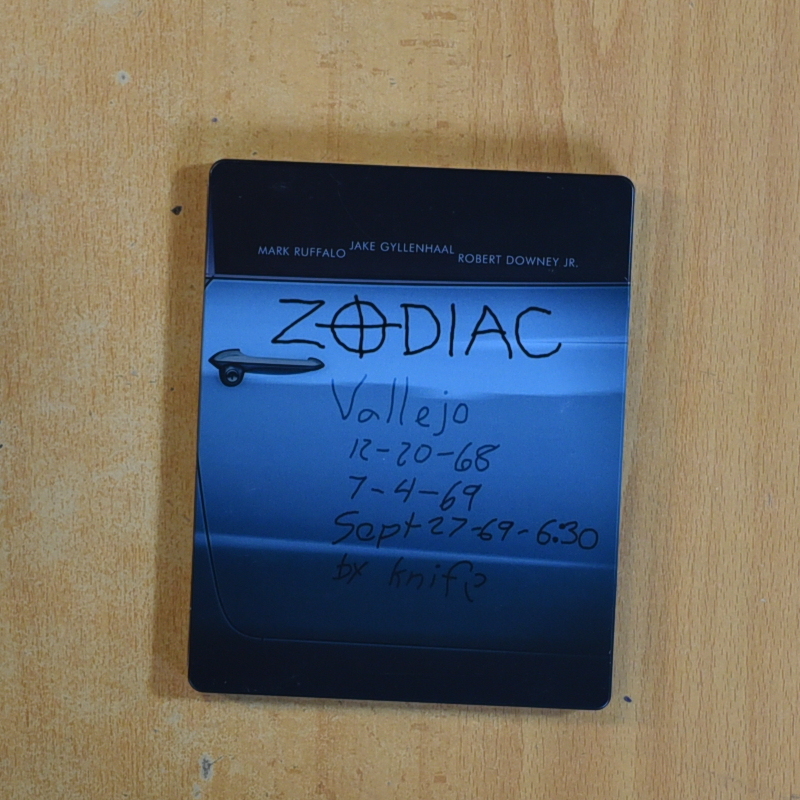 MARK RUFFALO JAKE GYLLENHAAL ROBERT DOWNEY JR.
ZODIAC
Vallejo
12-20-68
7-4-69
Sept 27-69-6:30
by knife